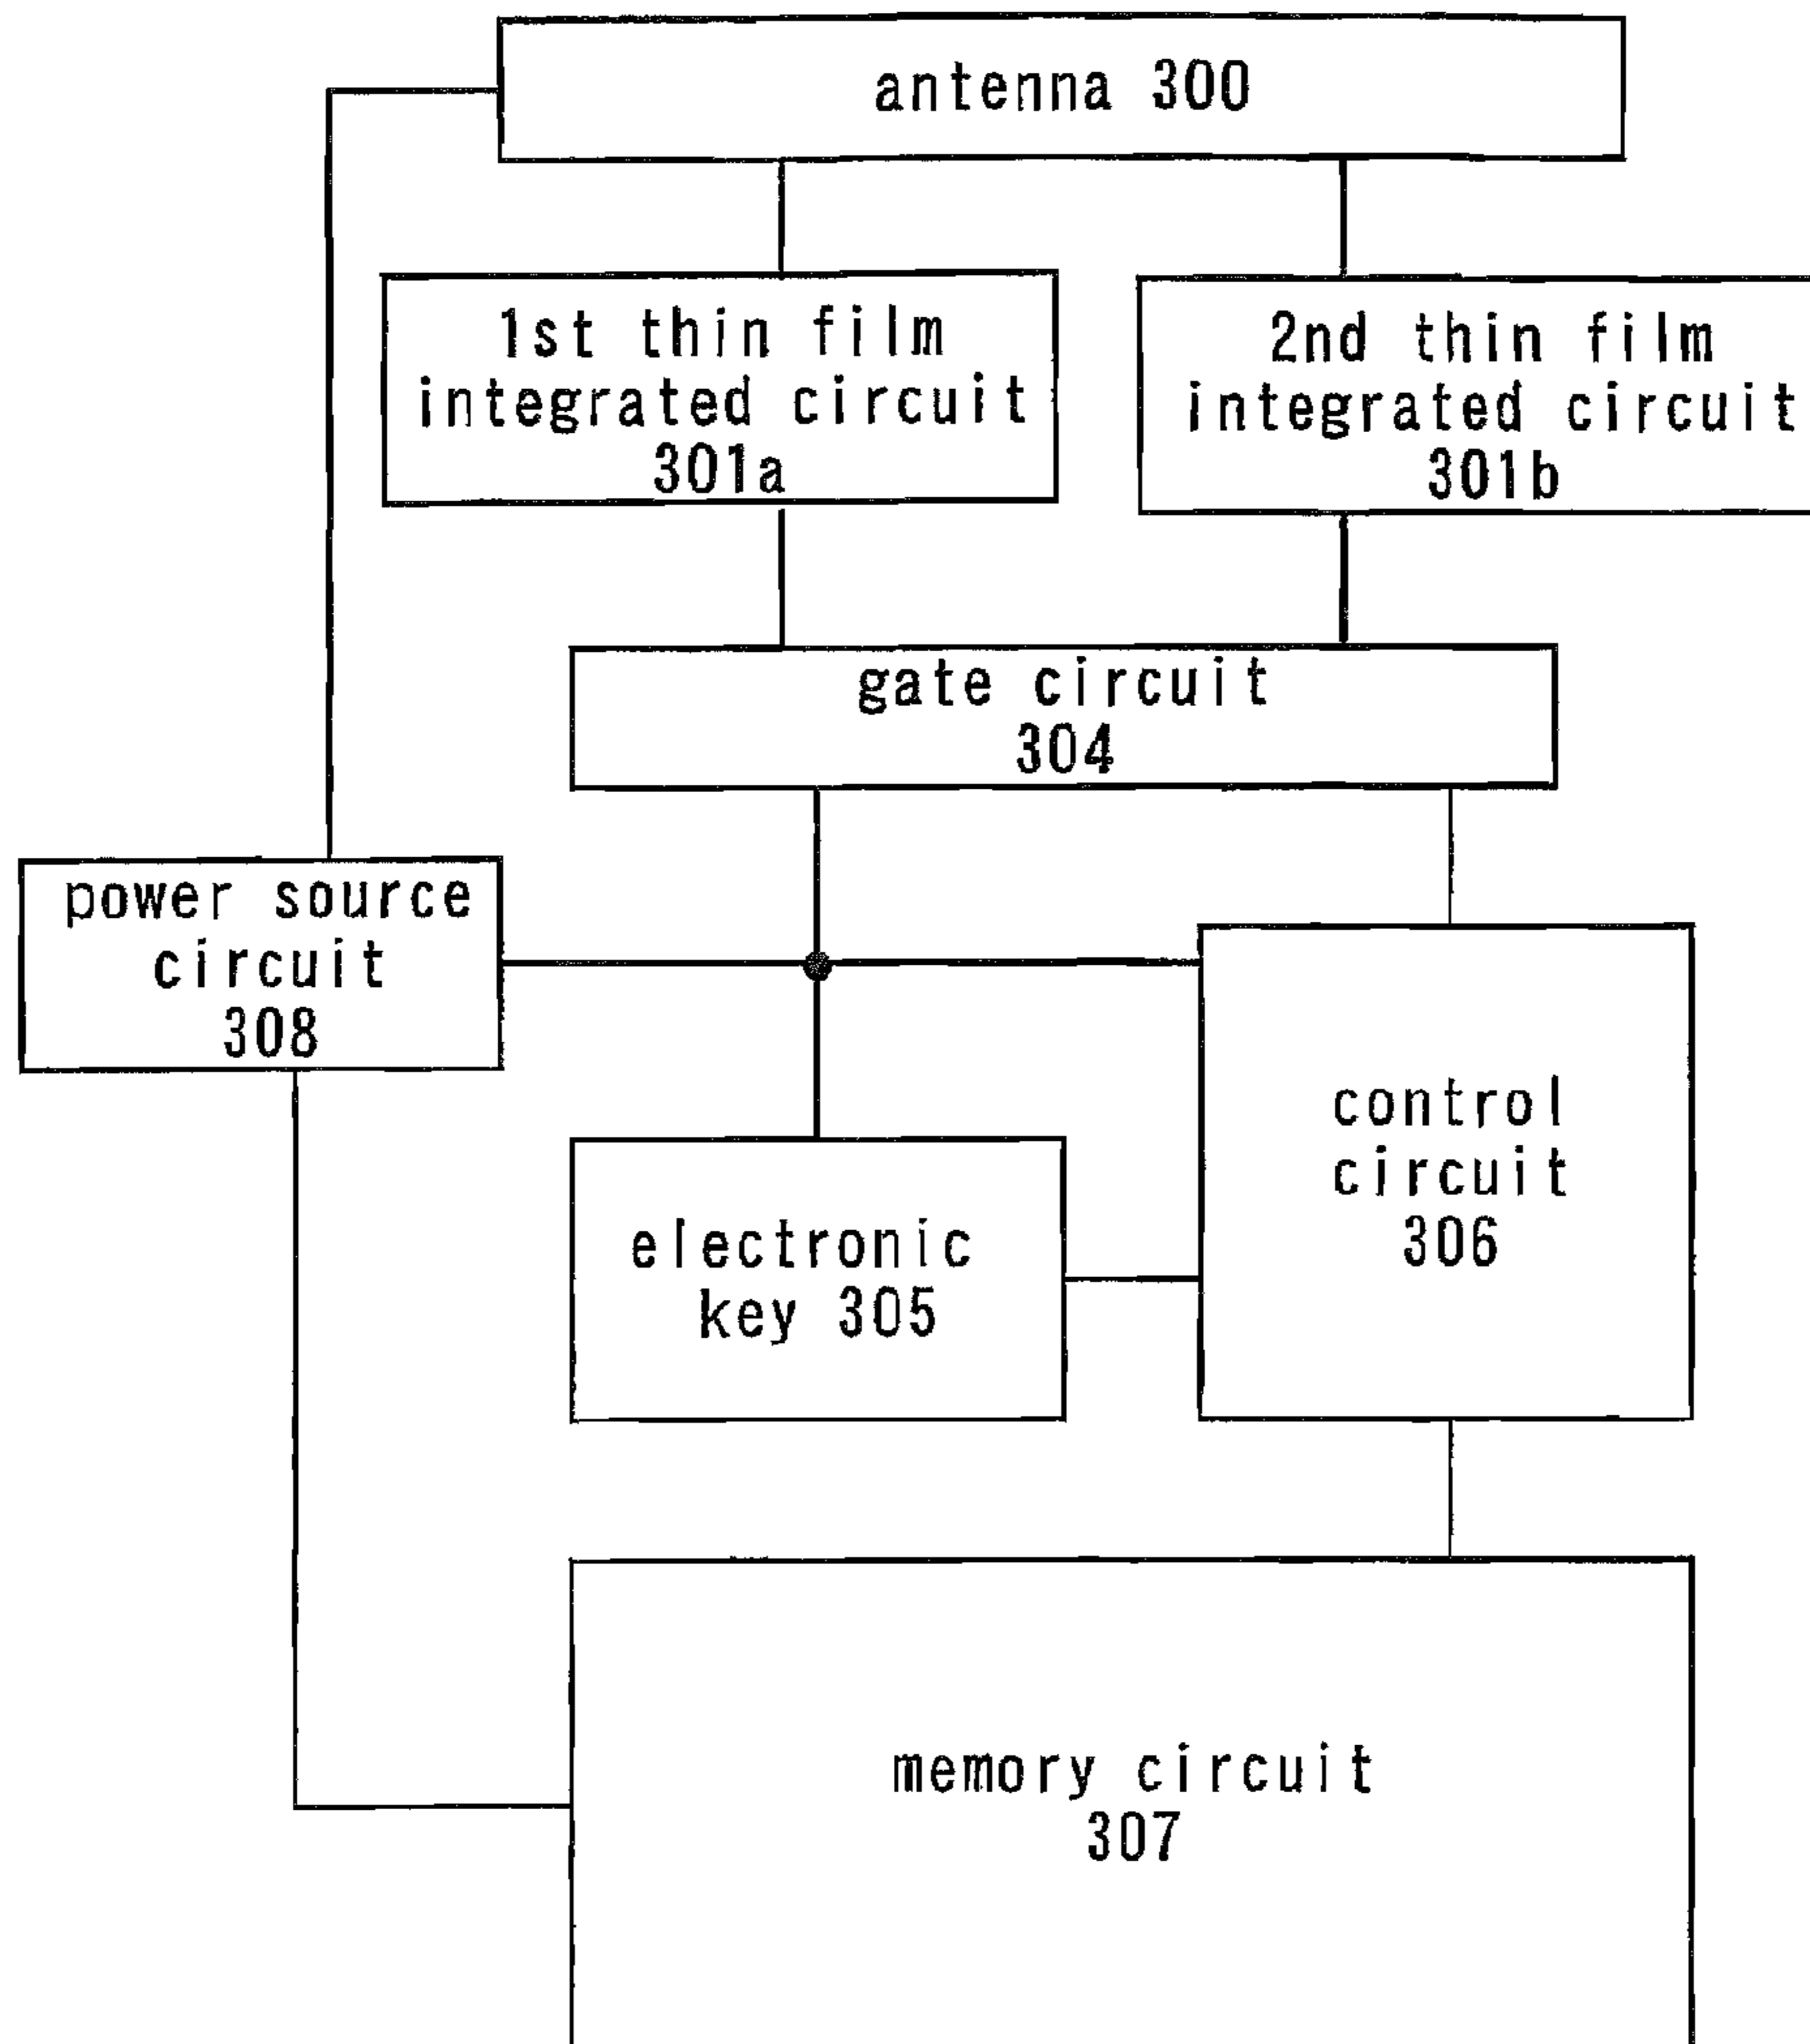 antenna 300
1st thin film
integrated circuit
301a
2nd thin film
integrated circuit
301b
gate circuit
304
power source
circuit
308
control
circuit
306
electronic
key 305
memory circuit
307